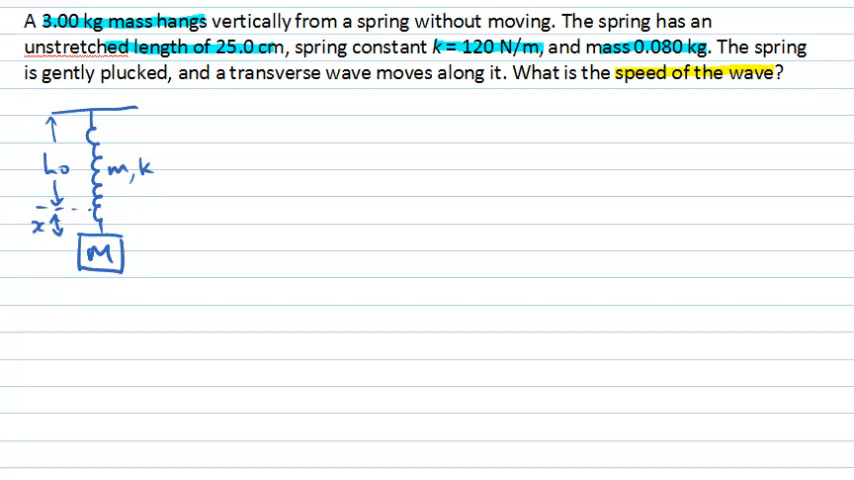 A 3.00 kg mass hangs vertically from a spring without moving. The spring has an
unstretched length of 25.0 cm, spring constant k = 120 N/m, and mass 0.080 kg. The spring
is gently plucked, and a transverse wave moves along it. What is the speed of the wave?
L₀ m, k
x
M